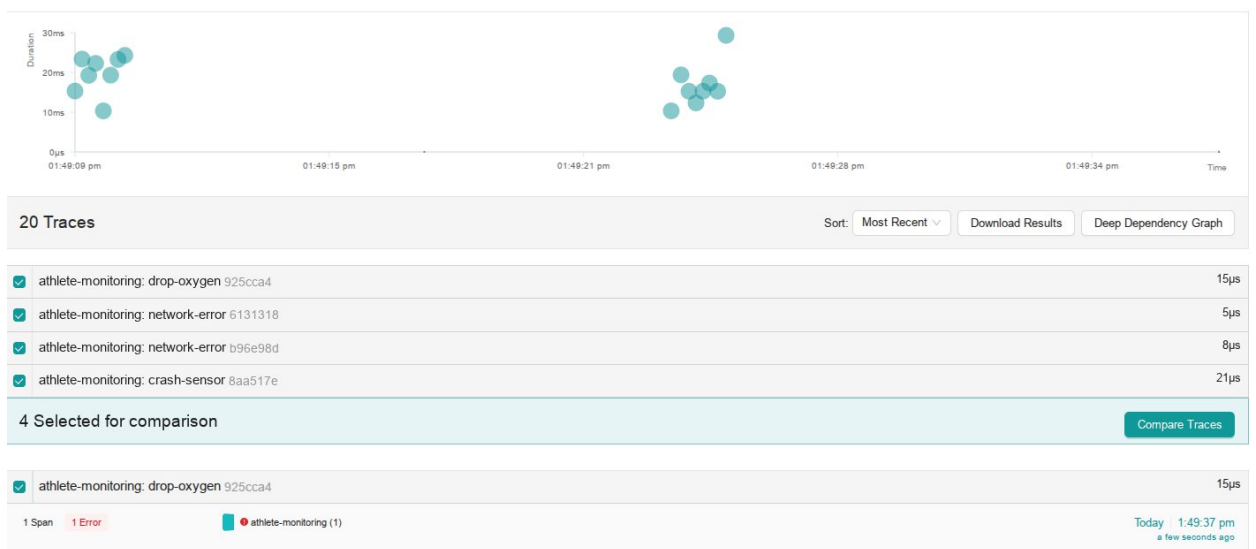 Duration
30ms
20ms
10ms
0μs
01:49:09 pm 01:49:15 pm 01:49:21 pm 01:49:28 pm 01:49:34 pm Time
20 Traces Sort: Most Recent Download Results Deep Dependency Graph
athlete-monitoring: drop-oxygen 925cca4 15μs
athlete-monitoring: network-error 6131318 5μs
athlete-monitoring: network-error b96e98d 8μs
athlete-monitoring: crash-sensor 8aa517e 21μs
4 Selected for comparison Compare Traces
athlete-monitoring: drop-oxygen 925cca4 15μs
1 Span 1 Error athlete-monitoring (1) Today 1:49:37 pm
a few seconds ago